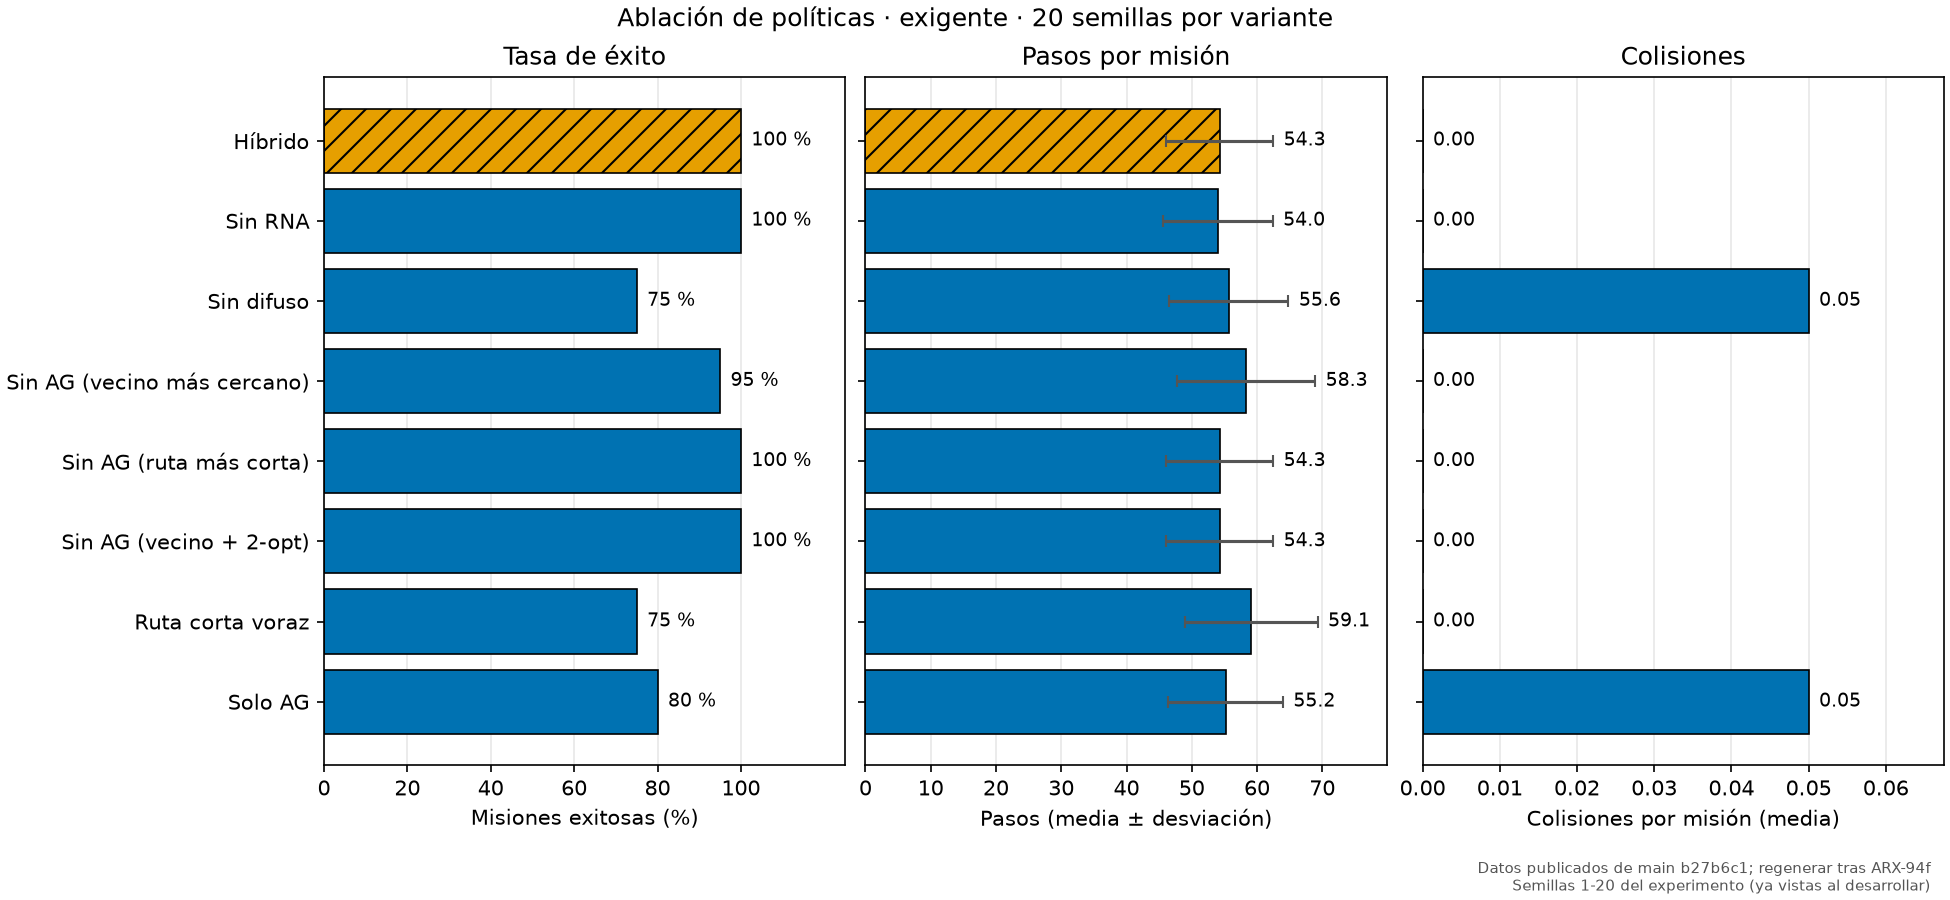 Ablación de políticas · exigente · 20 semillas por variante
Tasa de éxito
Híbrido
100 %
Sin RNA
100 %
Sin difuso
75 %
Sin AG (vecino más cercano)
95 %
Sin AG (ruta más corta)
100 %
Sin AG (vecino + 2-opt)
100 %
Ruta corta voraz
75 %
Solo AG
80 %
0 20 40 60 80 100
Misiones exitosas (%)
Pasos por misión
54.3
54.0
55.6
58.3
54.3
54.3
59.1
55.2
0 10 20 30 40 50 60 70
Pasos (media ± desviación)
Colisiones
0.00
0.00
0.05
0.00
0.00
0.00
0.00
0.05
0.00 0.01 0.02 0.03 0.04 0.05 0.06
Colisiones por misión (media)
Datos publicados de main b27b6c1; regenerar tras ARX-94f
Semillas 1-20 del experimento (ya vistas al desarrollar)